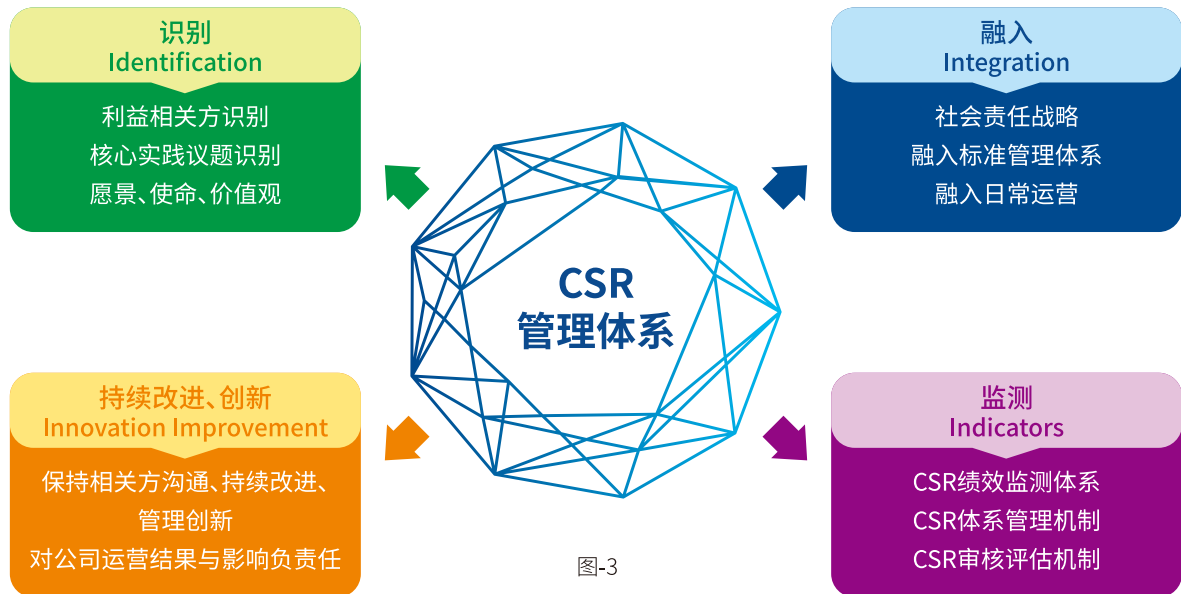 识别
Identification
利益相关方识别
核心实践议题识别
愿景、使命、价值观
融入
Integration
社会责任战略
融入标准管理体系
融入日常运营
CSR
管理体系
持续改进、创新
Innovation Improvement
保持相关方沟通、持续改进、
管理创新
对公司运营结果与影响负责任
监测
Indicators
CSR绩效监测体系
CSR体系管理机制
CSR审核评估机制
图-3